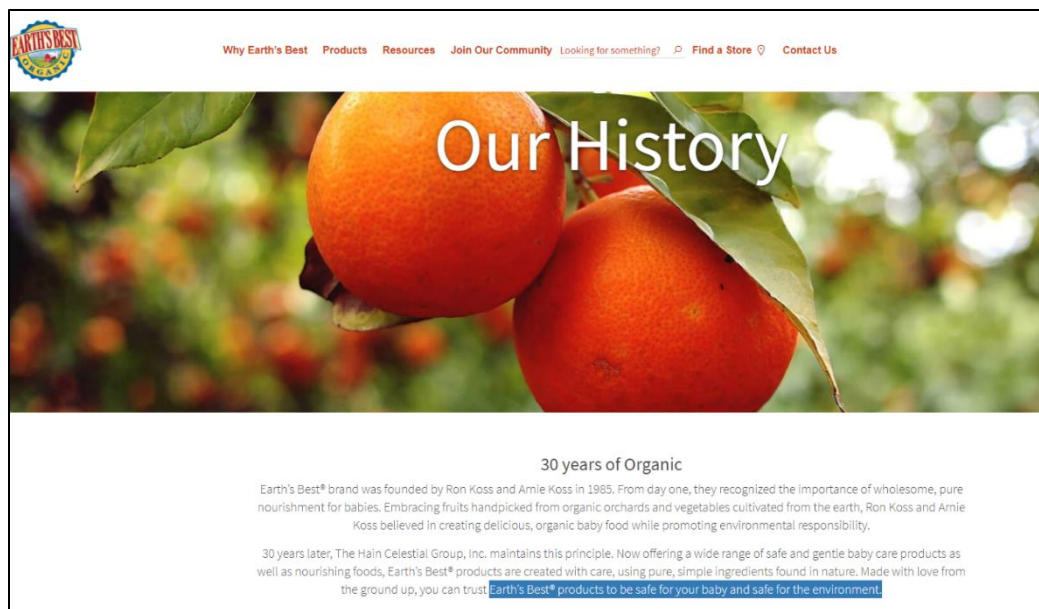 EARTH'S BEST
ORGANIC
Why Earth's Best Products Resources Join Our Community Looking for something? Find a Store Contact Us
Our History
30 years of Organic
Earth's Best® brand was founded by Ron Koss and Arnie Koss in 1985. From day one, they recognized the importance of wholesome, pure
nourishment for babies. Embracing fruits handpicked from organic orchards and vegetables cultivated from the earth, Ron Koss and Arnie
Koss believed in creating delicious, organic baby food while promoting environmental responsibility.
30 years later, The Hain Celestial Group, Inc. maintains this principle. Now offering a wide range of safe and gentle baby care products as
well as nourishing foods, Earth's Best® products are created with care, using pure, simple ingredients found in nature. Made with love from
the ground up, you can trust Earth's Best® products to be safe for your baby and safe for the environment.